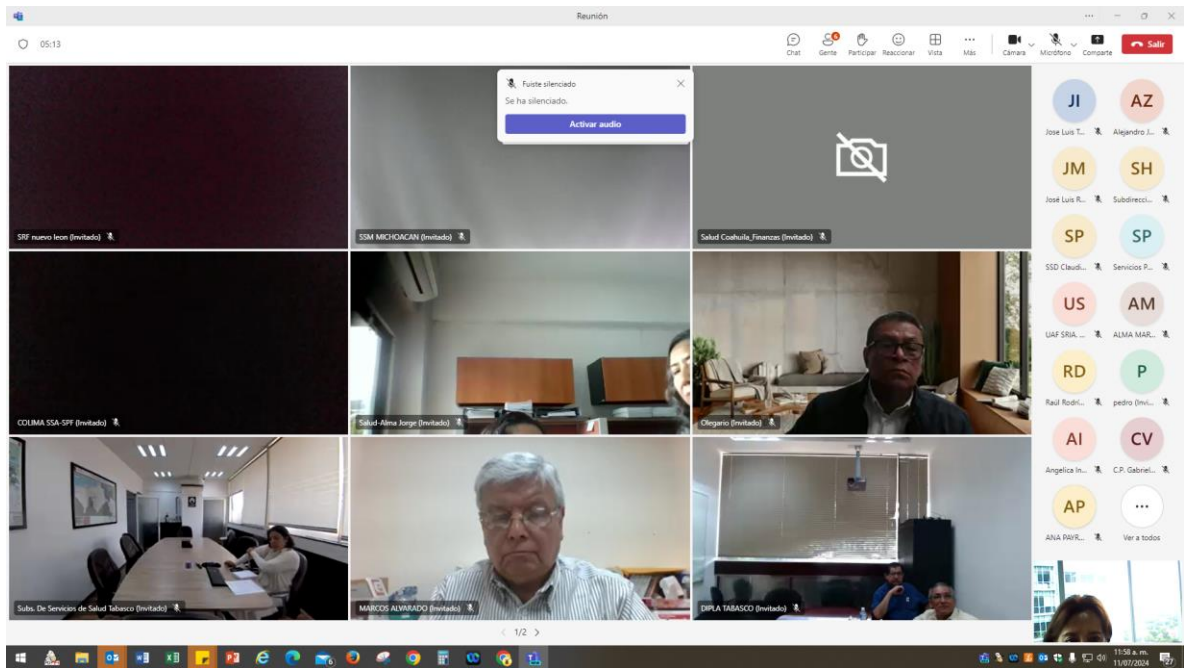 Reunión
05:13
Chat
Gente
6
Participar
Reaccionar
Vista
Más
Cámara
Micrófono
Comparte
Salir
Fuiste silenciado
Se ha silenciado.
Activar audio
SRF nuevo leon (Invitado)
SSM MICHOACAN (Invitado)
Salud Coahuila_Finanzas (Invitado)
COLIMA SSA-SPF (Invitado)
Salud-Alma Jorge (Invitado)
Olegario (Invitado)
Subs. De Servicios de Salud Tabasco (Invitado)
MARCOS ALVARADO (Invitado)
DIPLA TABASCO (Invitado)
JI AZ
Jose Luis T... Alejandro J...
JM SH
José Luis R... Subdirecci...
SP SP
SSD Claudi... Servicios P...
US AM
UAF SRIA. ... ALMA MAR...
RD P
Raúl Rodrí... pedro (Invi...
AI CV
Angelica In... C.P. Gabriel...
AP ...
ANA PAYR... Ver a todos
1/2
11:58 a. m.
11/07/2024
27